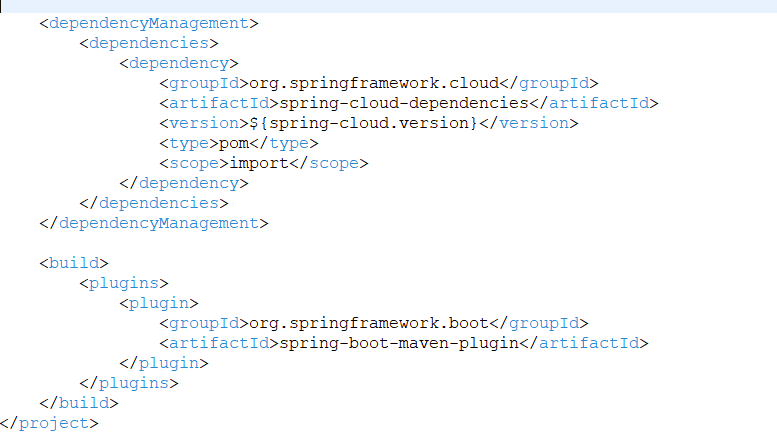 <dependencyManagement>
<dependencies>
<dependency>
<groupId>org.springframework.cloud</groupId>
<artifactId>spring-cloud-dependencies</artifactId>
<version>${spring-cloud.version}</version>
<type>pom</type>
<scope>import</scope>
</dependency>
</dependencies>
</dependencyManagement>
<build>
<plugins>
<plugin>
<groupId>org.springframework.boot</groupId>
<artifactId>spring-boot-maven-plugin</artifactId>
</plugin>
</plugins>
</build>
</project>